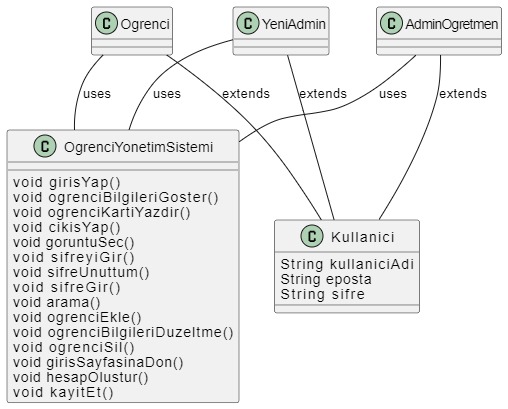 C Ogrenci
C YeniAdmin
C AdminOgretmen
uses
extends
uses
extends
uses
extends
C OgrenciYonetimSistemi
void girisYap()
void ogrenciBilgileriGoster()
void ogrenciKartiYazdir()
void cikisYap()
void goruntuSec()
void sifreyiGir()
void sifreUnuttum()
void sifreGir()
void arama()
void ogrenciEkle()
void ogrenciBilgileriDuzeltme()
void ogrenciSil()
void girisSayfasinaDon()
void hesapOlustur()
void kayitEt()
C Kullanici
String kullaniciAdi
String eposta
String sifre